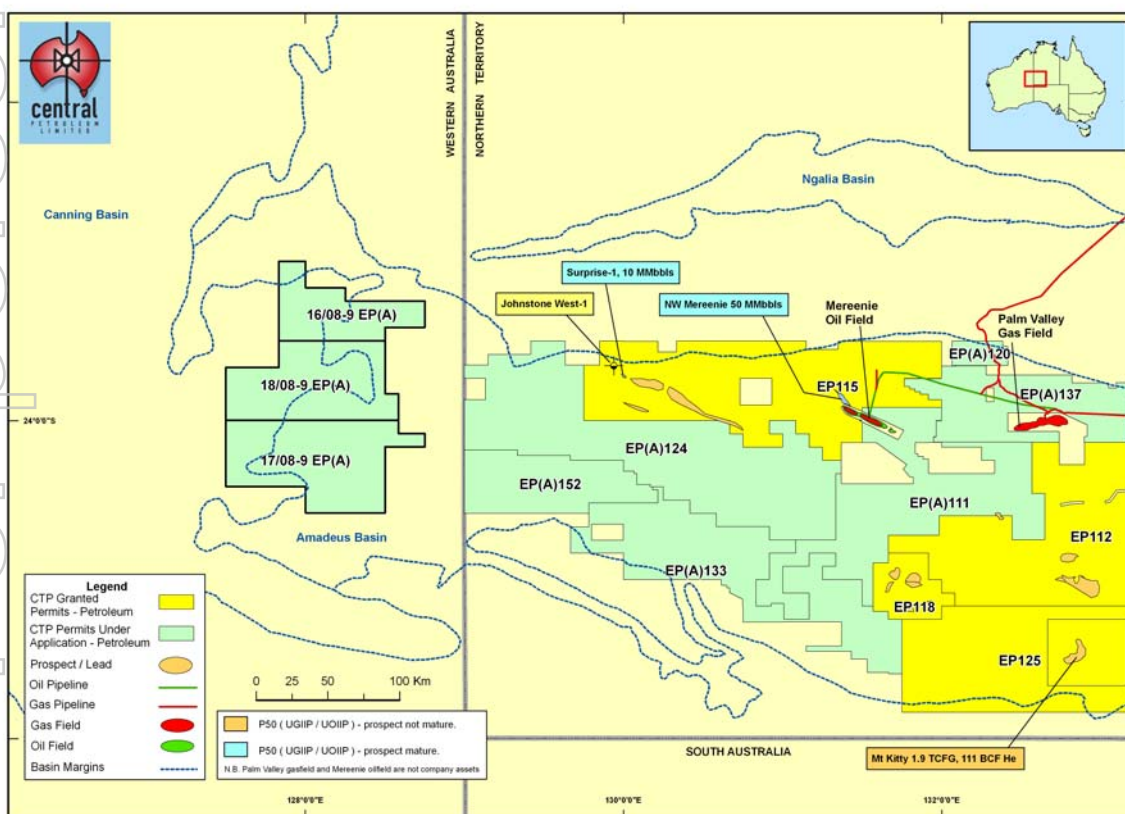 central
PETROLEUM
LIMITED
WESTERN AUSTRALIA
NORTHERN TERRITORY
Canning Basin
Ngalia Basin
Surprise-1, 10 MMbbls
Johnstone West-1
NW Mereenie 50 MMbbls
Mereenie
Oil Field
Palm Valley
Gas Field
16/08-9 EP(A)
18/08-9 EP(A)
17/08-9 EP(A)
24°0'0"S
EP(A)120
EP115
EP(A)137
EP(A)124
EP(A)152
EP(A)111
EP112
Amadeus Basin
EP(A)133
EP118
EP125
Legend
CTP Granted
Permits - Petroleum
CTP Permits Under
Application - Petroleum
Prospect / Lead
Oil Pipeline
Gas Pipeline
Gas Field
Oil Field
Basin Margins
0 25 50 100 Km
P50 ( UGIIP / UOIIP ) - prospect not mature.
P50 ( UGIIP / UOIIP ) - prospect mature.
N.B. Palm Valley gasfield and Mereenie oilfield are not company assets
SOUTH AUSTRALIA
Mt Kitty 1.9 TCFG, 111 BCF He
128°0'0"E
130°0'0"E
132°0'0"E